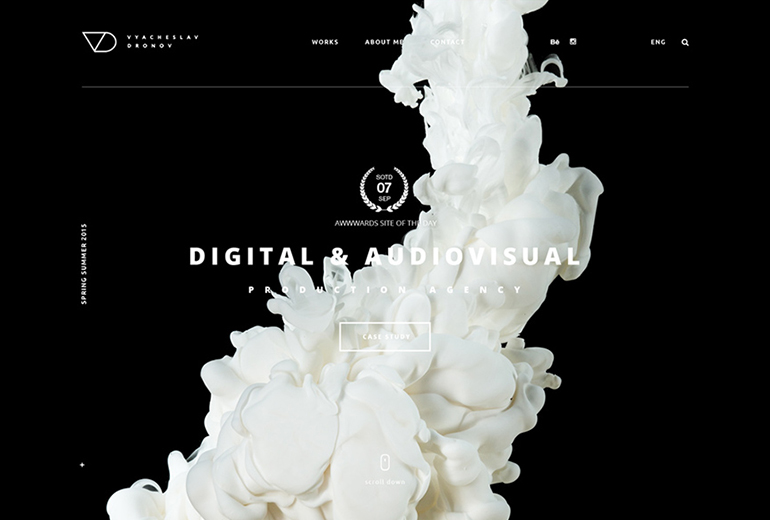 VYACHESLAV
DRONOV
WORKS
ABOUT ME
CONTACT
Bē
ENG
SOTD
07
SEP
AWWWARDS SITE OF THE DAY
SPRING SUMMER 2015
DIGITAL & AUDIOVISUAL
PRODUCTION AGENCY
CASE STUDY
scroll down